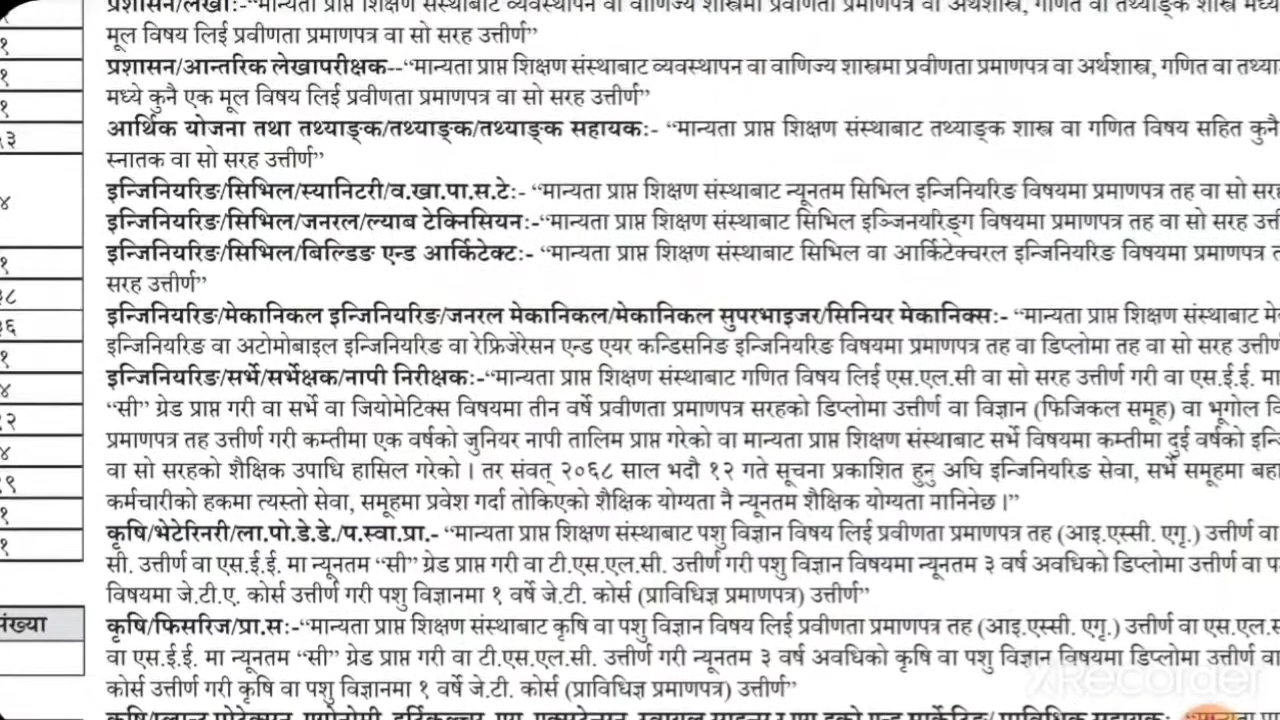 प्रशासन/लेखाः-“मान्यता प्राप्त शिक्षण संस्थाबाट व्यवस्थापन वा वाणिज्य शास्त्रमा प्रवीणता प्रमाणपत्र वा अर्थशास्त्र, गणित वा तथ्याङ्क शास्त्र मध्ये
मूल विषय लिई प्रवीणता प्रमाणपत्र वा सो सरह उत्तीर्ण”
प्रशासन/आन्तरिक लेखापरीक्षक--“मान्यता प्राप्त शिक्षण संस्थाबाट व्यवस्थापन वा वाणिज्य शास्त्रमा प्रवीणता प्रमाणपत्र वा अर्थशास्त्र, गणित वा तथ्या
मध्ये कुनै एक मूल विषय लिई प्रवीणता प्रमाणपत्र वा सो सरह उत्तीर्ण”
आर्थिक योजना तथा तथ्याङ्क/तथ्याङ्क/तथ्याङ्क सहायकः- “मान्यता प्राप्त शिक्षण संस्थाबाट तथ्याङ्क शास्त्र वा गणित विषय सहित कुनै
स्नातक वा सो सरह उत्तीर्ण”
इन्जिनियरिङ/सिभिल/स्यानिटरी/व.खा.पा.स.टेः- “मान्यता प्राप्त शिक्षण संस्थाबाट न्यूनतम सिभिल इन्जिनियरिङ विषयमा प्रमाणपत्र तह वा सो सरह
इन्जिनियरिङ/सिभिल/जनरल/ल्याब टेक्निसियनः-“मान्यता प्राप्त शिक्षण संस्थाबाट सिभिल इञ्जिनयरिङ्ग विषयमा प्रमाणपत्र तह वा सो सरह उत्त
इन्जिनियरिङ/सिभिल/बिल्डिङ एन्ड आर्किटेक्टः- “मान्यता प्राप्त शिक्षण संस्थाबाट सिभिल वा आर्किटेक्चरल इन्जिनियरिङ विषयमा प्रमाणपत्र त
सरह उत्तीर्ण”
इन्जिनियरिङ/मेकानिकल इन्जिनियरिङ/जनरल मेकानिकल/मेकानिकल सुपरभाइजर/सिनियर मेकानिक्सः- “मान्यता प्राप्त शिक्षण संस्थाबाट मे
इन्जिनियरिङ वा अटोमोबाइल इन्जिनियरिङ वा रेफ्रिजेरेसन एन्ड एयर कन्डिसनिङ इन्जिनियरिङ विषयमा प्रमाणपत्र तह वा डिप्लोमा तह वा सो सरह उत्तीर्ण
इन्जिनियरिङ/सर्भे/सर्भेक्षक/नापी निरीक्षकः-“मान्यता प्राप्त शिक्षण संस्थाबाट गणित विषय लिई एस.एल.सी वा सो सरह उत्तीर्ण गरी वा एस.ई.ई. मा
“सी” ग्रेड प्राप्त गरी वा सर्भे वा जियोमेटिक्स विषयमा तीन वर्षे प्रवीणता प्रमाणपत्र सरहको डिप्लोमा उत्तीर्ण वा विज्ञान (फिजिकल समूह) वा भूगोल वि
प्रमाणपत्र तह उत्तीर्ण गरी कम्तीमा एक वर्षको जुनियर नापी तालिम प्राप्त गरेको वा मान्यता प्राप्त शिक्षण संस्थाबाट सर्भे विषयमा कम्तीमा दुई वर्षको इन्जि
वा सो सरहको शैक्षिक उपाधि हासिल गरेको । तर संवत् २०६८ साल भदौ १२ गते सूचना प्रकाशित हुनु अघि इन्जिनियरिङ सेवा, सर्भे समूहमा बहा
कर्मचारीको हकमा त्यस्तो सेवा, समूहमा प्रवेश गर्दा तोकिएको शैक्षिक योग्यता नै न्यूनतम शैक्षिक योग्यता मानिनेछ ।”
कृषि/भेटेरिनरी/ला.पो.डे.डे./प.स्वा.प्रा.- “मान्यता प्राप्त शिक्षण संस्थाबाट पशु विज्ञान विषय लिई प्रवीणता प्रमाणपत्र तह (आइ.एस्सी. एगृ.) उत्तीर्ण वा
सी. उत्तीर्ण वा एस.ई.ई. मा न्यूनतम “सी” ग्रेड प्राप्त गरी वा टी.एस.एल.सी. उत्तीर्ण गरी पशु विज्ञान विषयमा न्यूनतम ३ वर्ष अवधिको डिप्लोमा उत्तीर्ण वा प
विषयमा जे.टी.ए. कोर्स उत्तीर्ण गरी पशु विज्ञानमा १ वर्षे जे.टी. कोर्स (प्राविधिज्ञ प्रमाणपत्र) उत्तीर्ण”
कृषि/फिसरिज/प्रा.सः-“मान्यता प्राप्त शिक्षण संस्थाबाट कृषि वा पशु विज्ञान विषय लिई प्रवीणता प्रमाणपत्र तह (आइ.एस्सी. एगृ.) उत्तीर्ण वा एस.एल.स
वा एस.ई.ई. मा न्यूनतम “सी” ग्रेड प्राप्त गरी वा टी.एस.एल.सी. उत्तीर्ण गरी न्यूनतम ३ वर्ष अवधिको कृषि वा पशु विज्ञान विषयमा डिप्लोमा उत्तीर्ण वा
कोर्स उत्तीर्ण गरी कृषि वा पशु विज्ञानमा १ वर्षे जे.टी. कोर्स (प्राविधिज्ञ प्रमाणपत्र) उत्तीर्ण”
XRecorder